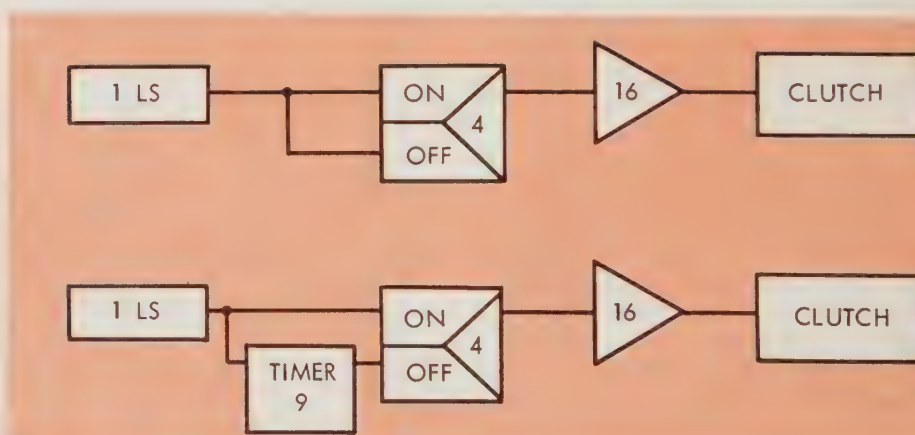 1 LS
ON
4
OFF
16
CLUTCH
1 LS
ON
4
OFF
TIMER
9
16
CLUTCH